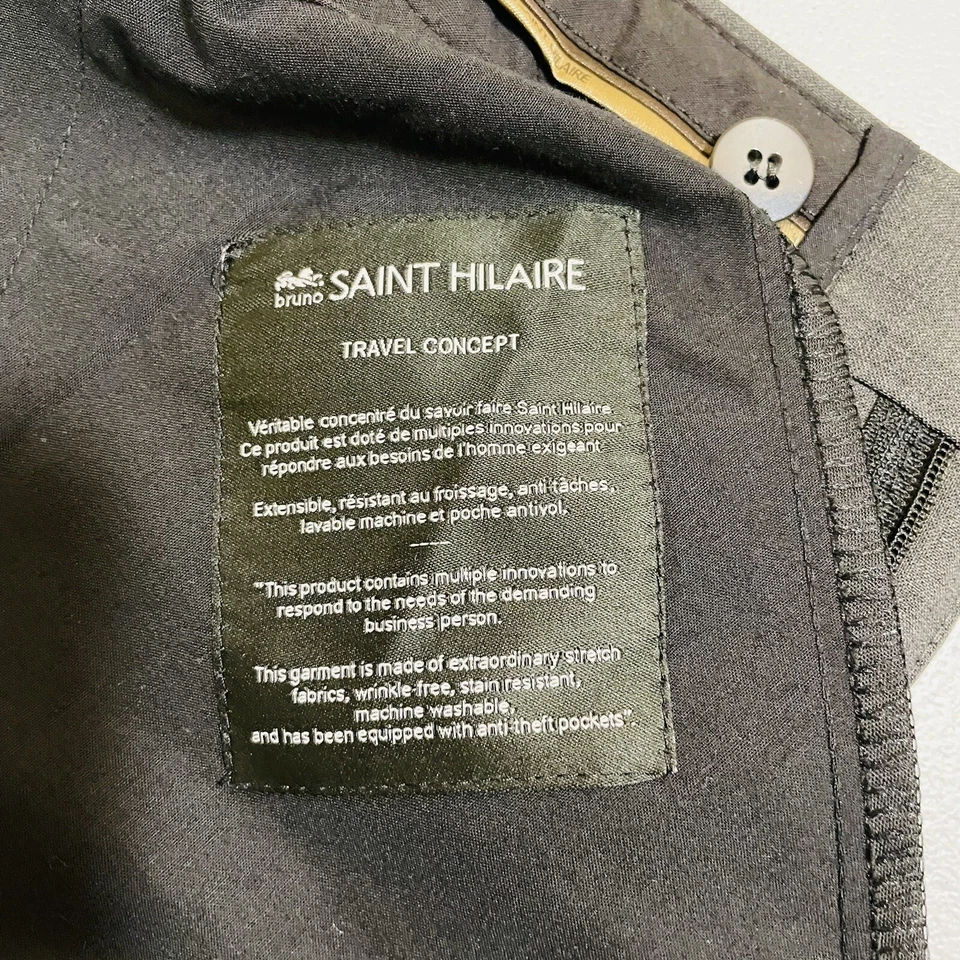 HILAIRE
bruno SAINT HILAIRE
TRAVEL CONCEPT
Véritable concentré du savoir faire Saint Hilaire.
Ce produit est doté de multiples innovations pour
répondre aux besoins de l'homme exigeant
Extensible, résistant au froissage, anti-tâches,
lavable machine et poche antivol.
"This product contains multiple innovations to
respond to the needs of the demanding
business person.
This garment is made of extraordinary stretch
fabrics, wrinkle-free, stain resistant,
machine washable,
and has been equipped with anti-theft pockets".